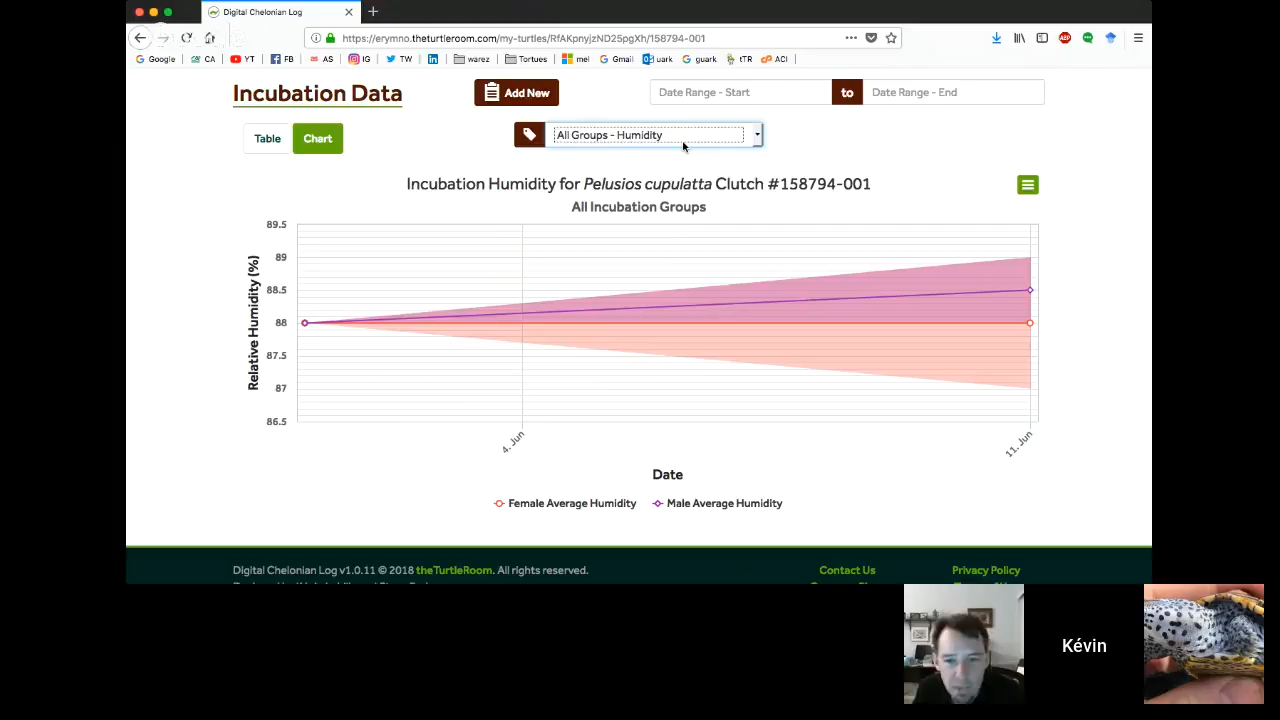 Digital Chelonian Log
https://erymno.theturtleroom.com/my-turtles/RfAKpnyjzND25pgXh/158794-001
Google CA YT FB AS IG TW warez Tortues mel Gmail uark guark tTR ACI
Incubation Data
Add New
Date Range - Start
to
Date Range - End
Table
Chart
All Groups - Humidity
Incubation Humidity for Pelusios cupulatta Clutch #158794-001
All Incubation Groups
89.5
89
88.5
88
87.5
87
86.5
Relative Humidity (%)
4. Jun
11. Jun
Date
Female Average Humidity
Male Average Humidity
Digital Chelonian Log v1.0.11 © 2018 theTurtleRoom. All rights reserved.
Contact Us
Privacy Policy
Kévin